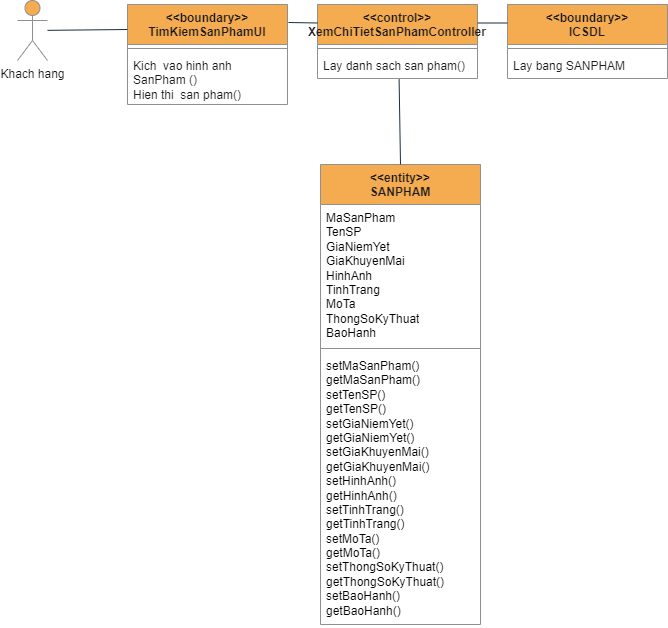 Khach hang
<<boundary>>
TimKiemSanPhamUI
Kich  vao hinh anh
SanPham ()
Hien thi  san pham()
<<control>>
XemChiTietSanPhamController
Lay danh sach san pham()
<<boundary>>
ICSDL
Lay bang SANPHAM
<<entity>>
SANPHAM
MaSanPham
TenSP
GiaNiemYet
GiaKhuyenMai
HinhAnh
TinhTrang
MoTa
ThongSoKyThuat
BaoHanh
setMaSanPham()
getMaSanPham()
setTenSP()
getTenSP()
setGiaNiemYet()
getGiaNiemYet()
setGiaKhuyenMai()
getGiaKhuyenMai()
setHinhAnh()
getHinhAnh()
setTinhTrang()
getTinhTrang()
setMoTa()
getMoTa()
setThongSoKyThuat()
getThongSoKyThuat()
setBaoHanh()
getBaoHanh()